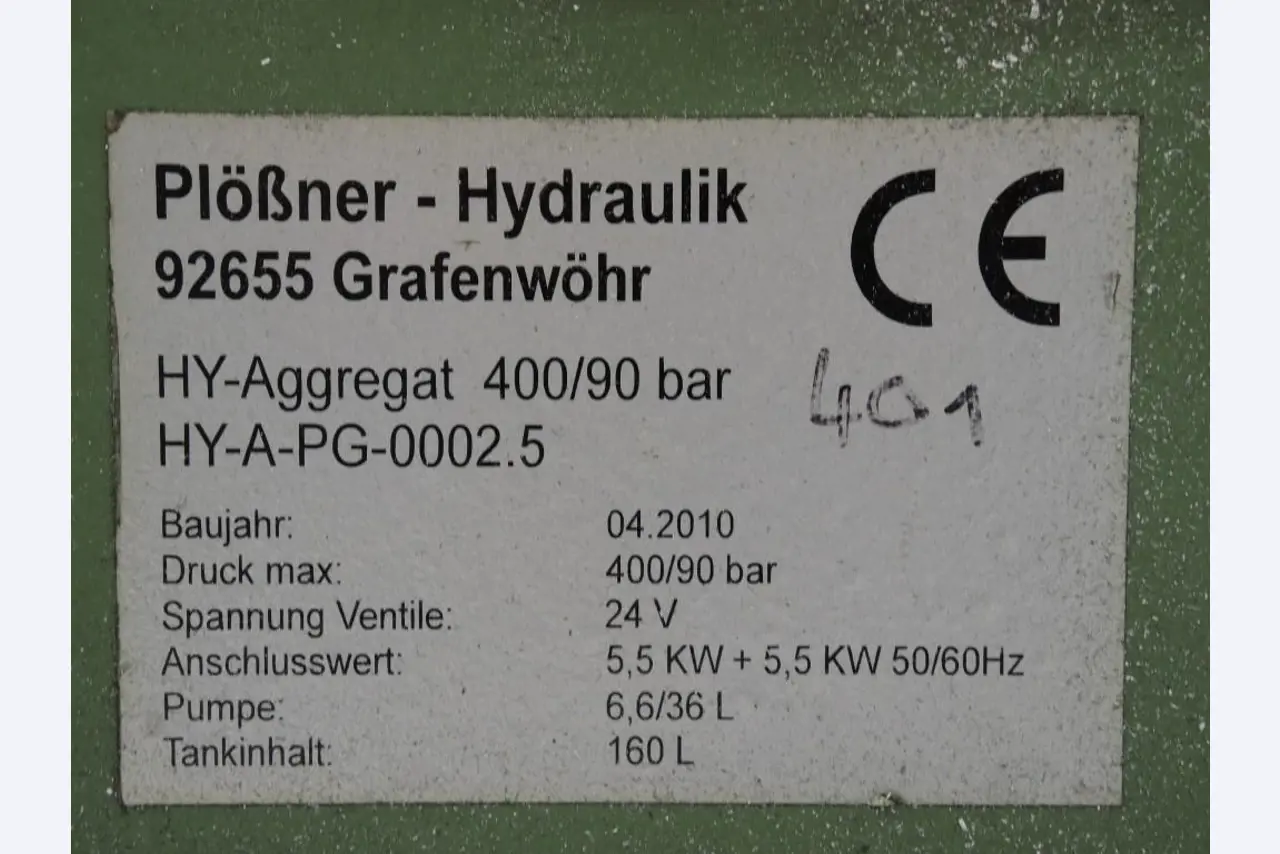 Plößner - Hydraulik
92655 Grafenwöhr
CE
HY-Aggregat 400/90 bar
401
HY-A-PG-0002.5
Baujahr: 04.2010
Druck max: 400/90 bar
Spannung Ventile: 24 V
Anschlusswert: 5,5 KW + 5,5 KW 50/60Hz
Pumpe: 6,6/36 L
Tankinhalt: 160 L